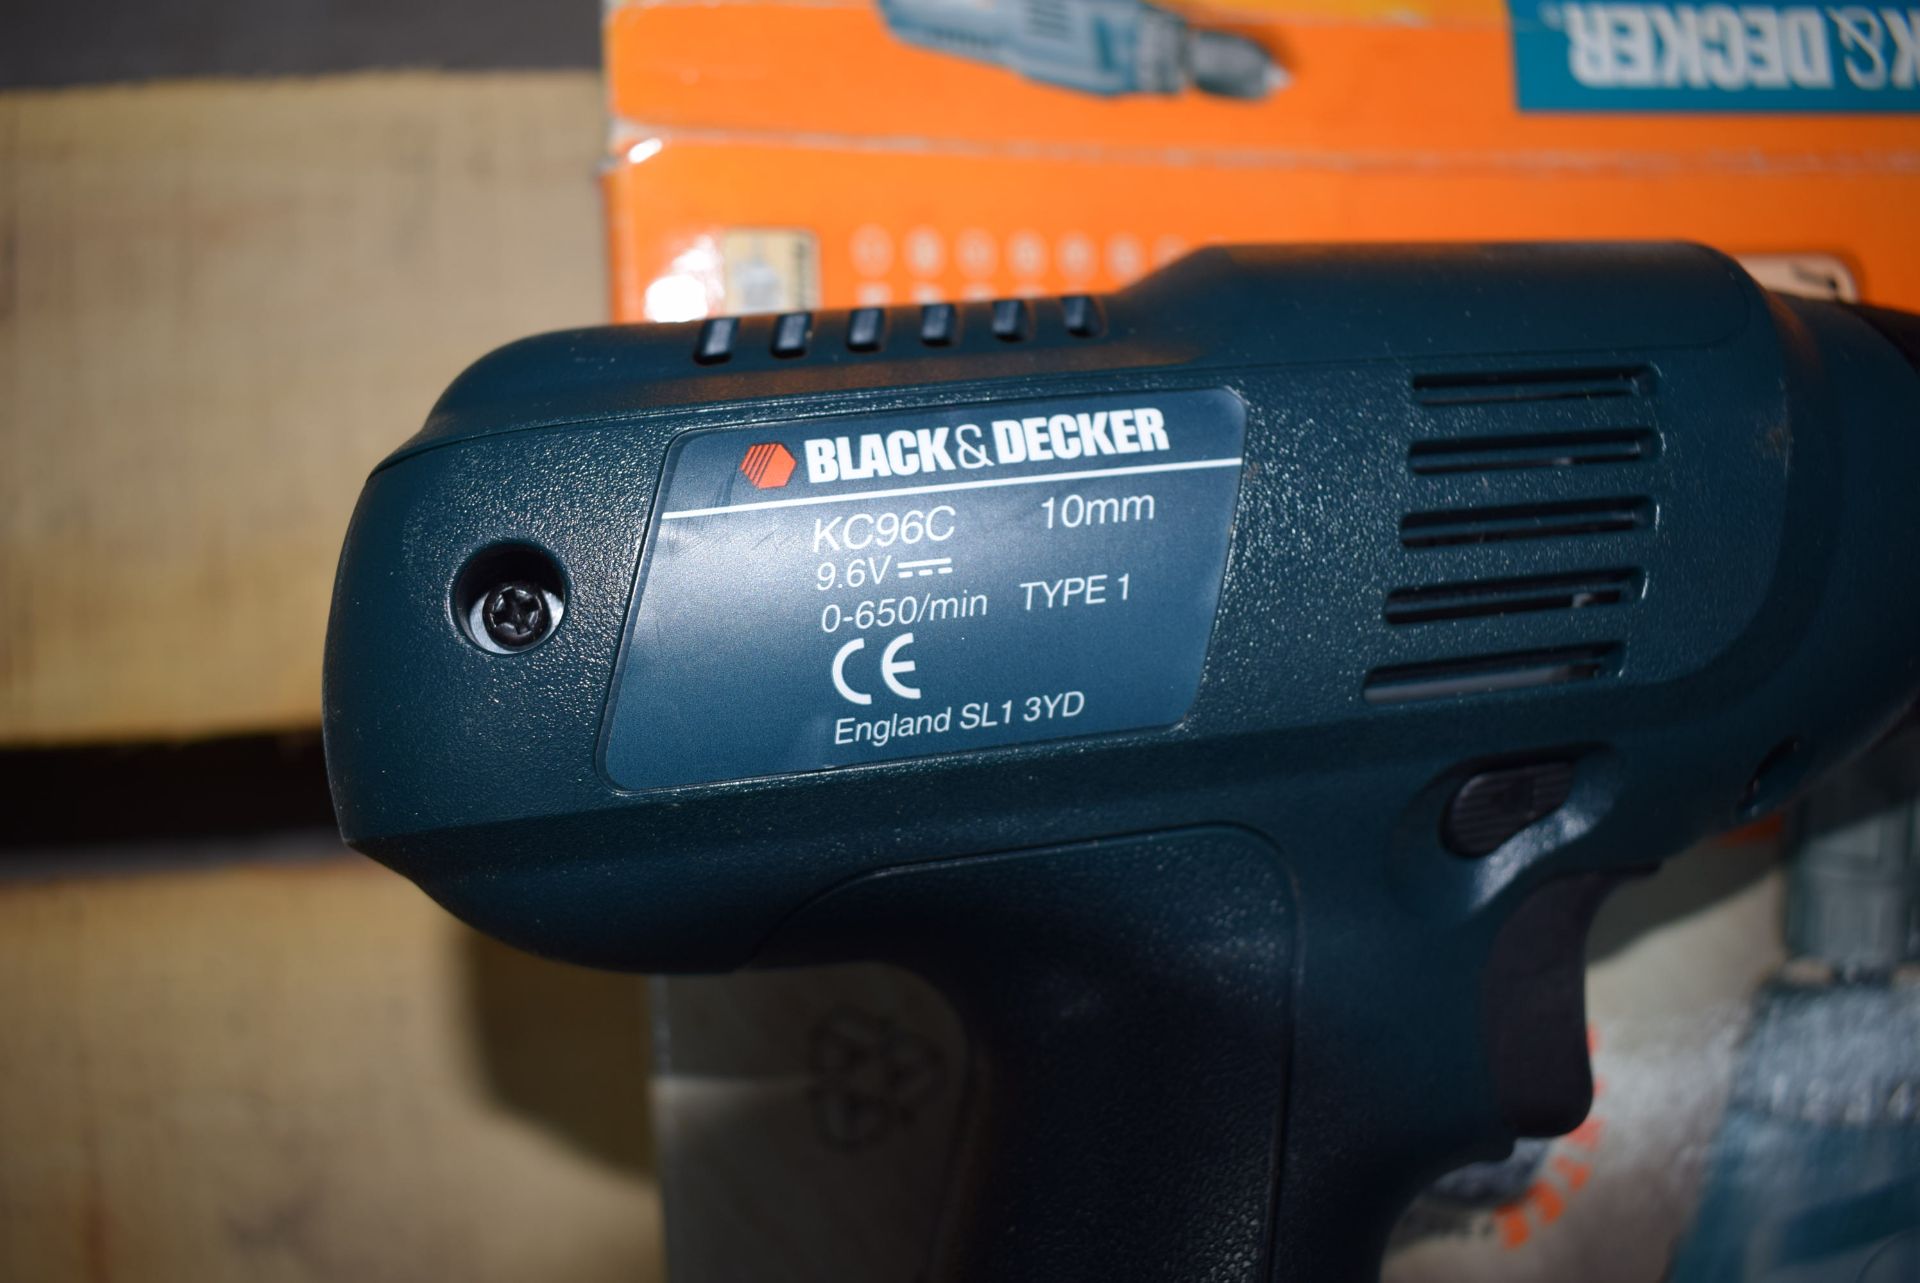 K&DECKER
BLACK&DECKER
KC96C 10mm
9.6V
0-650/min TYPE 1
CE
England SL1 3YD